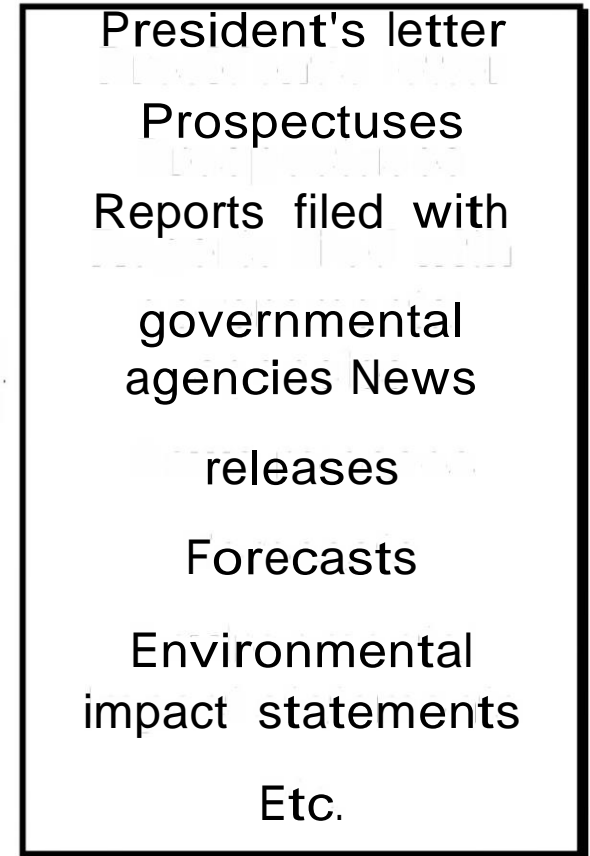 President's letter
Prospectuses
Reports filed with
governmental
agencies News
releases
Forecasts
Environmental
impact statements
Etc.